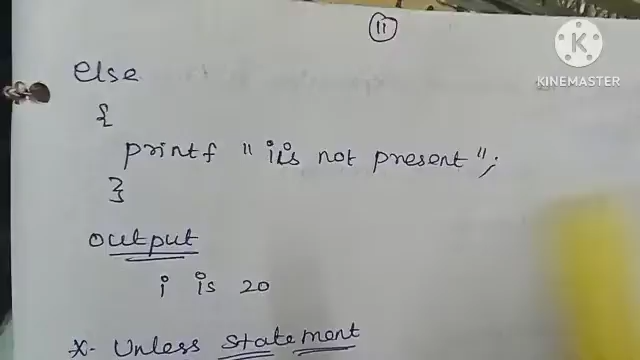 11
K
KINEMASTER
else
{
printf "i is not present";
}
output
i is 20
* Unless statement